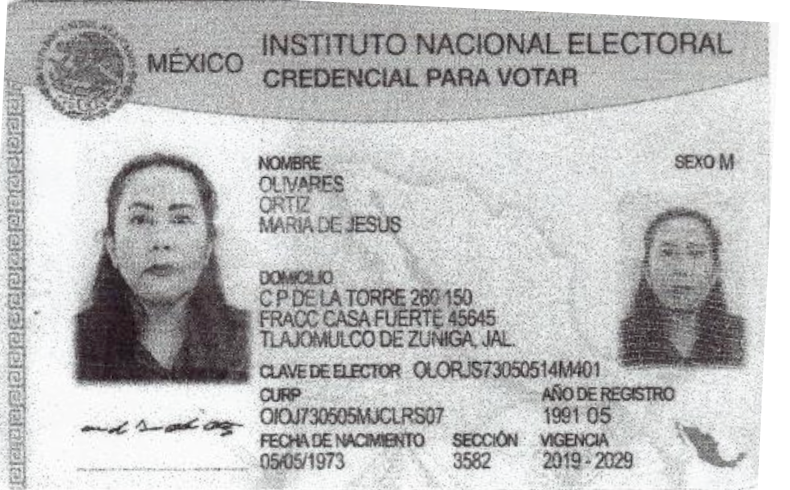 MÉXICO INSTITUTO NACIONAL ELECTORAL
CREDENCIAL PARA VOTAR
NOMBRE SEXO M
OLIVARES
ORTIZ
MARIA DE JESUS
DOMICILIO
C P DE LA TORRE 260 150
FRACC CASA FUERTE 45645
TLAJOMULCO DE ZUNIGA, JAL.
CLAVE DE ELECTOR OLORJS73050514M401
CURP AÑO DE REGISTRO
OIOJ730505MJCLRS07 1991 05
FECHA DE NACIMIENTO SECCIÓN VIGENCIA
05/05/1973 3582 2019 - 2029